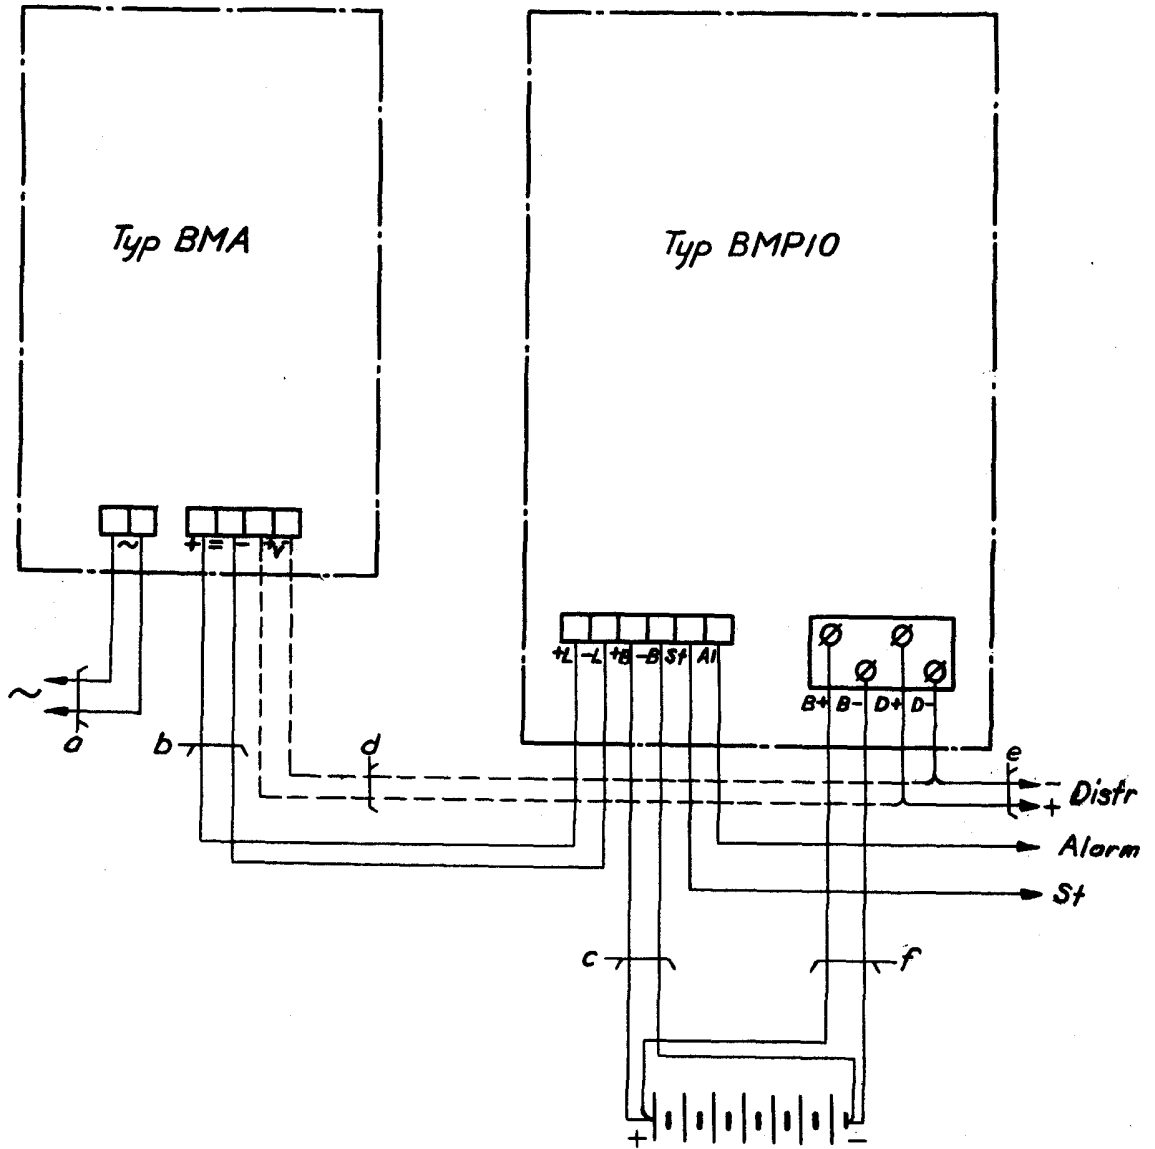 Typ BMA
Typ BMP10
~
+ = - +V-
+L -L +B -B St Al
B+ B- D+ D-
~
a
b
d
e
- Distr
+
Alarm
St
c
f
+ -